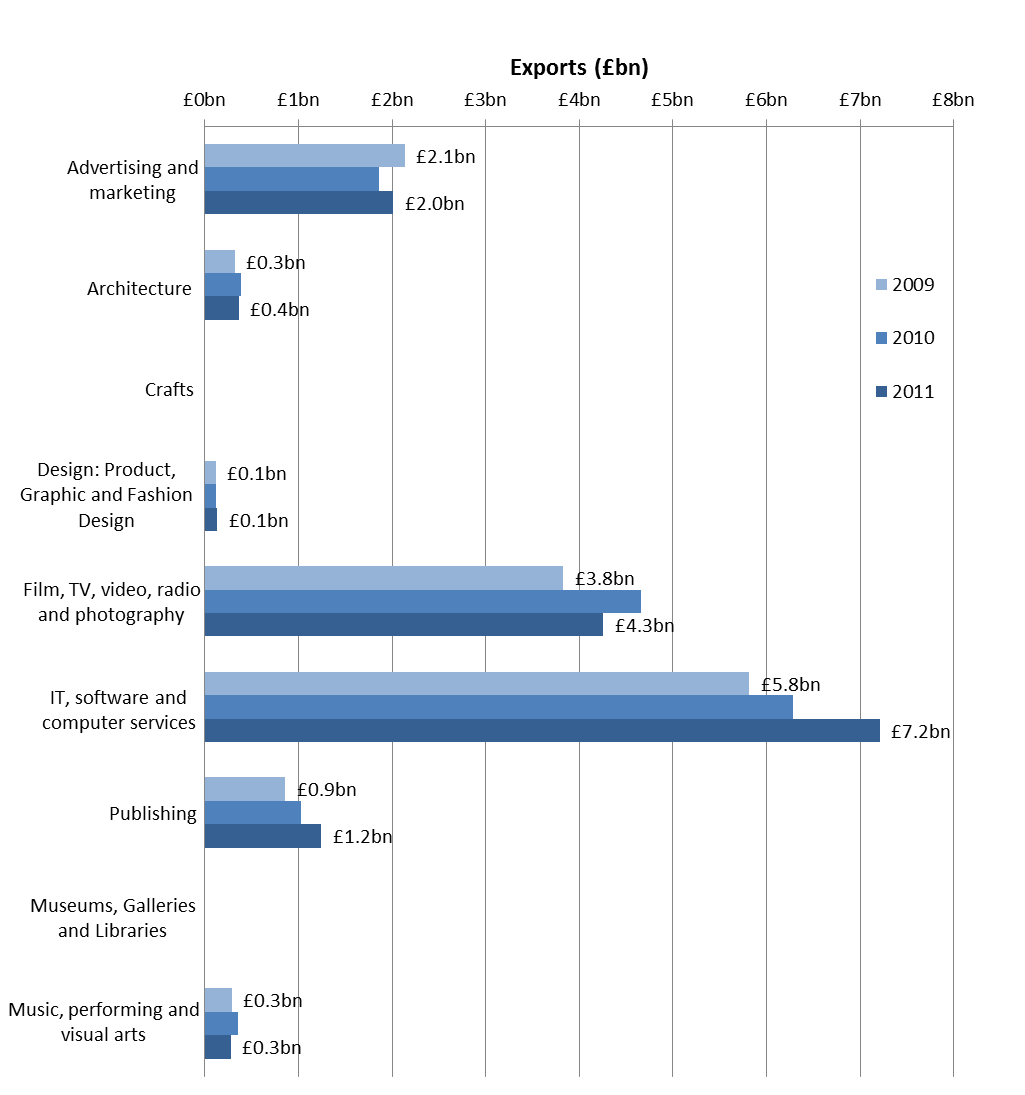 Exports (£bn)
£0bn £1bn £2bn £3bn £4bn £5bn £6bn £7bn £8bn
Advertising and
marketing
£2.1bn
£2.0bn
Architecture
£0.3bn
£0.4bn
2009
2010
2011
Crafts
Design: Product,
Graphic and Fashion
Design
£0.1bn
£0.1bn
Film, TV, video, radio
and photography
£3.8bn
£4.3bn
IT, software and
computer services
£5.8bn
£7.2bn
Publishing
£0.9bn
£1.2bn
Museums, Galleries
and Libraries
Music, performing and
visual arts
£0.3bn
£0.3bn